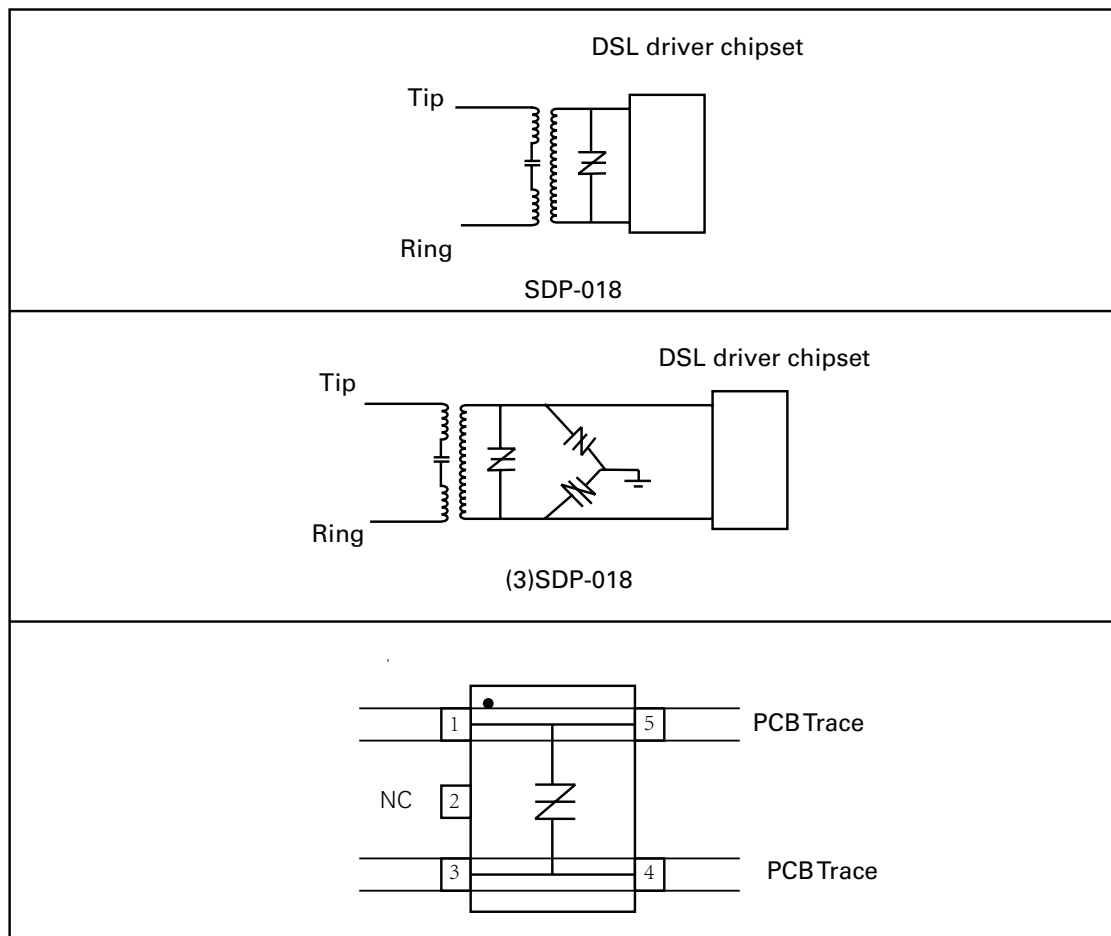 DSL driver chipset
Tip
Ring
SDP-018
DSL driver chipset
Tip
Ring
(3)SDP-018
1
5
PCB Trace
NC
2
3
4
PCB Trace